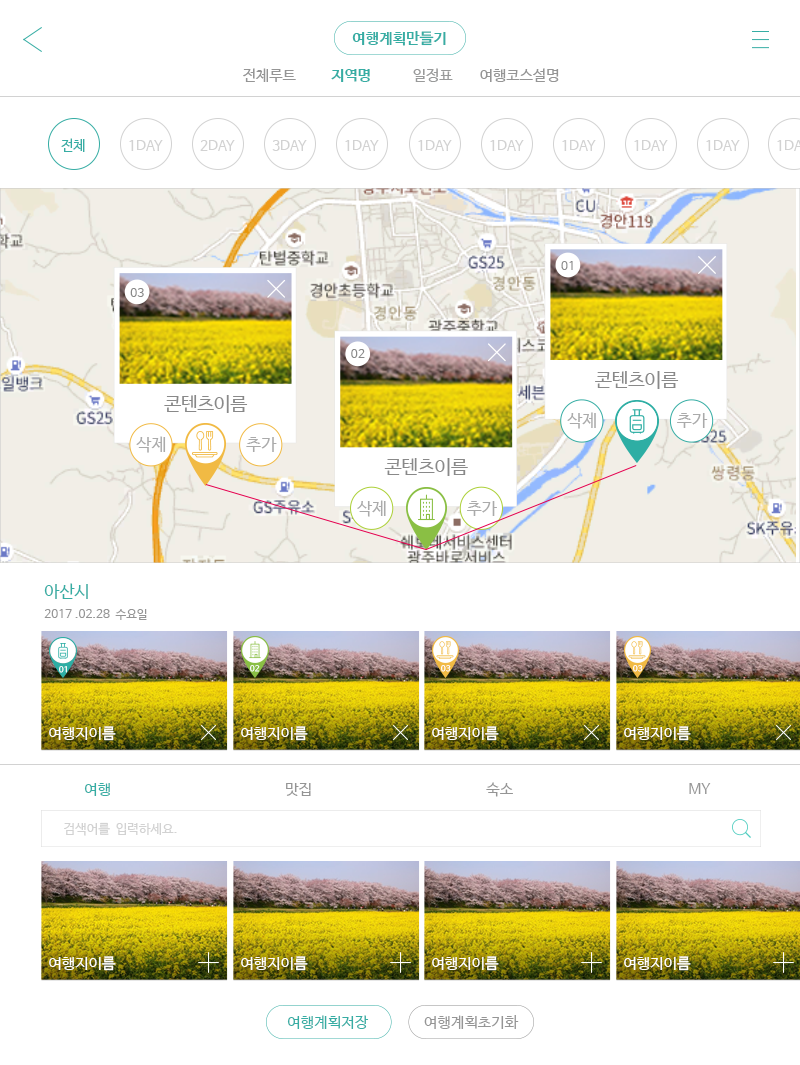 여행계획만들기
전체루트 지역명 일정표 여행코스설명
전체 1DAY 2DAY 3DAY 1DAY 1DAY 1DAY 1DAY 1DAY 1DAY
CU
경안119
탄벌중학교
GS25
경안동
경안초등학교
경안동
광주중학교
01
콘텐츠이름
삭제 추가
03
콘텐츠이름
삭제 추가
02
콘텐츠이름
삭제 추가
일뱅크
GS25
쌍령동
GS주유소
SK주유
쉐보레서비스센터
광주바로서비스
아산시
2017 .02.28 수요일
01 02 03 03
여행지이름 여행지이름 여행지이름 여행지이름
여행 맛집 숙소 MY
검색어를 입력하세요.
여행지이름 여행지이름 여행지이름 여행지이름
여행계획저장 여행계획초기화